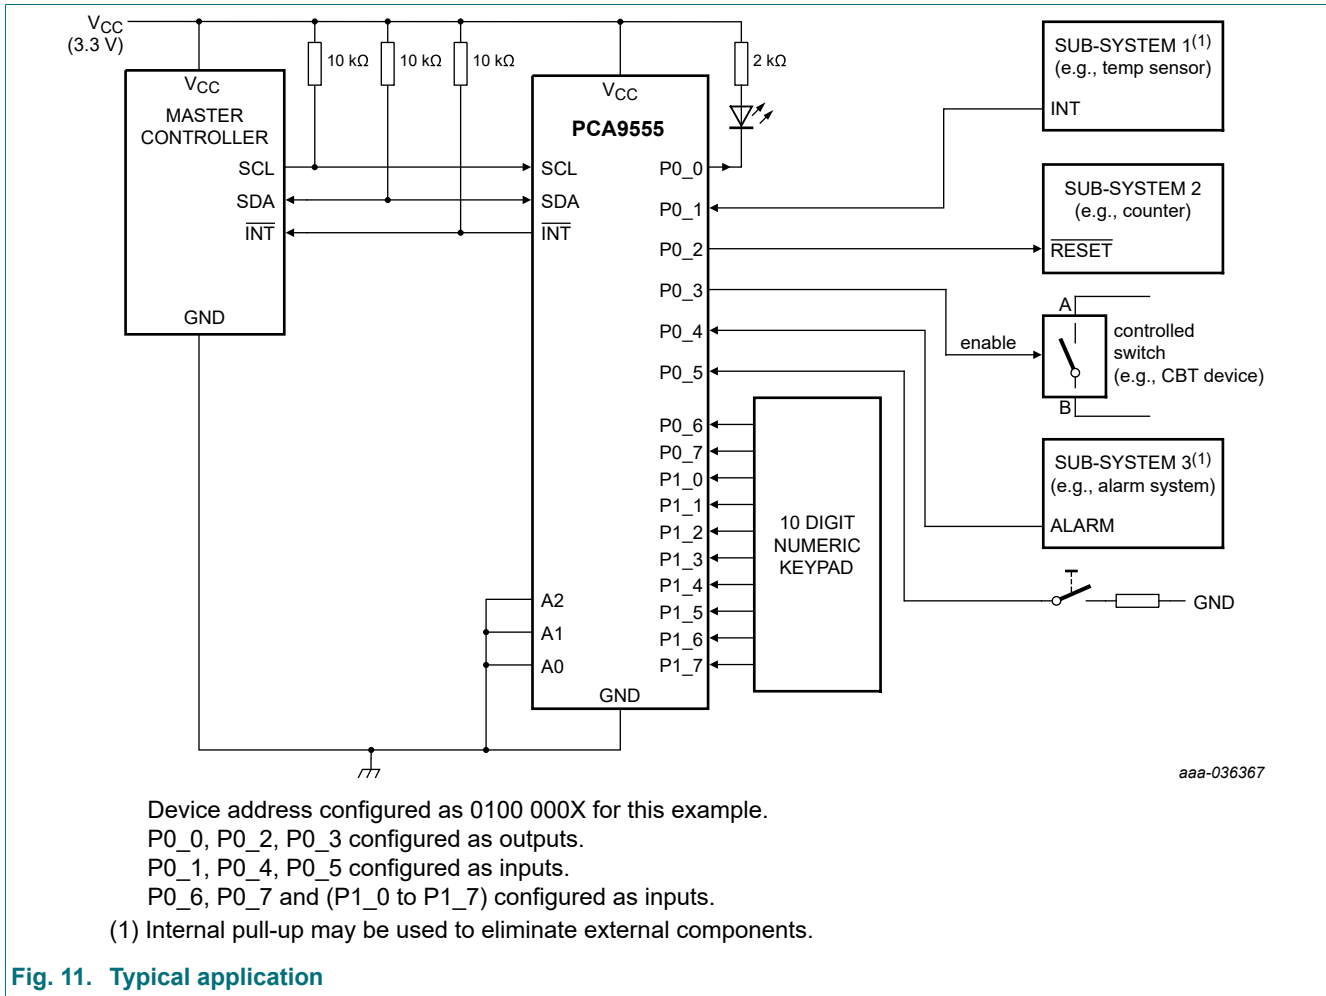 VCC
(3.3 V)
10 kΩ
10 kΩ
10 kΩ
2 kΩ
VCC
MASTER
CONTROLLER
SCL
SDA
INT
GND
VCC
PCA9555
SCL
SDA
INT
A2
A1
A0
GND
P0_0
P0_1
P0_2
P0_3
P0_4
P0_5
P0_6
P0_7
P1_0
P1_1
P1_2
P1_3
P1_4
P1_5
P1_6
P1_7
10 DIGIT
NUMERIC
KEYPAD
SUB-SYSTEM 1(1)
(e.g., temp sensor)
INT
SUB-SYSTEM 2
(e.g., counter)
RESET
A
enable
controlled
switch
(e.g., CBT device)
B
SUB-SYSTEM 3(1)
(e.g., alarm system)
ALARM
GND
aaa-036367
Device address configured as 0100 000X for this example.
P0_0, P0_2, P0_3 configured as outputs.
P0_1, P0_4, P0_5 configured as inputs.
P0_6, P0_7 and (P1_0 to P1_7) configured as inputs.
(1) Internal pull-up may be used to eliminate external components.
Fig. 11. Typical application